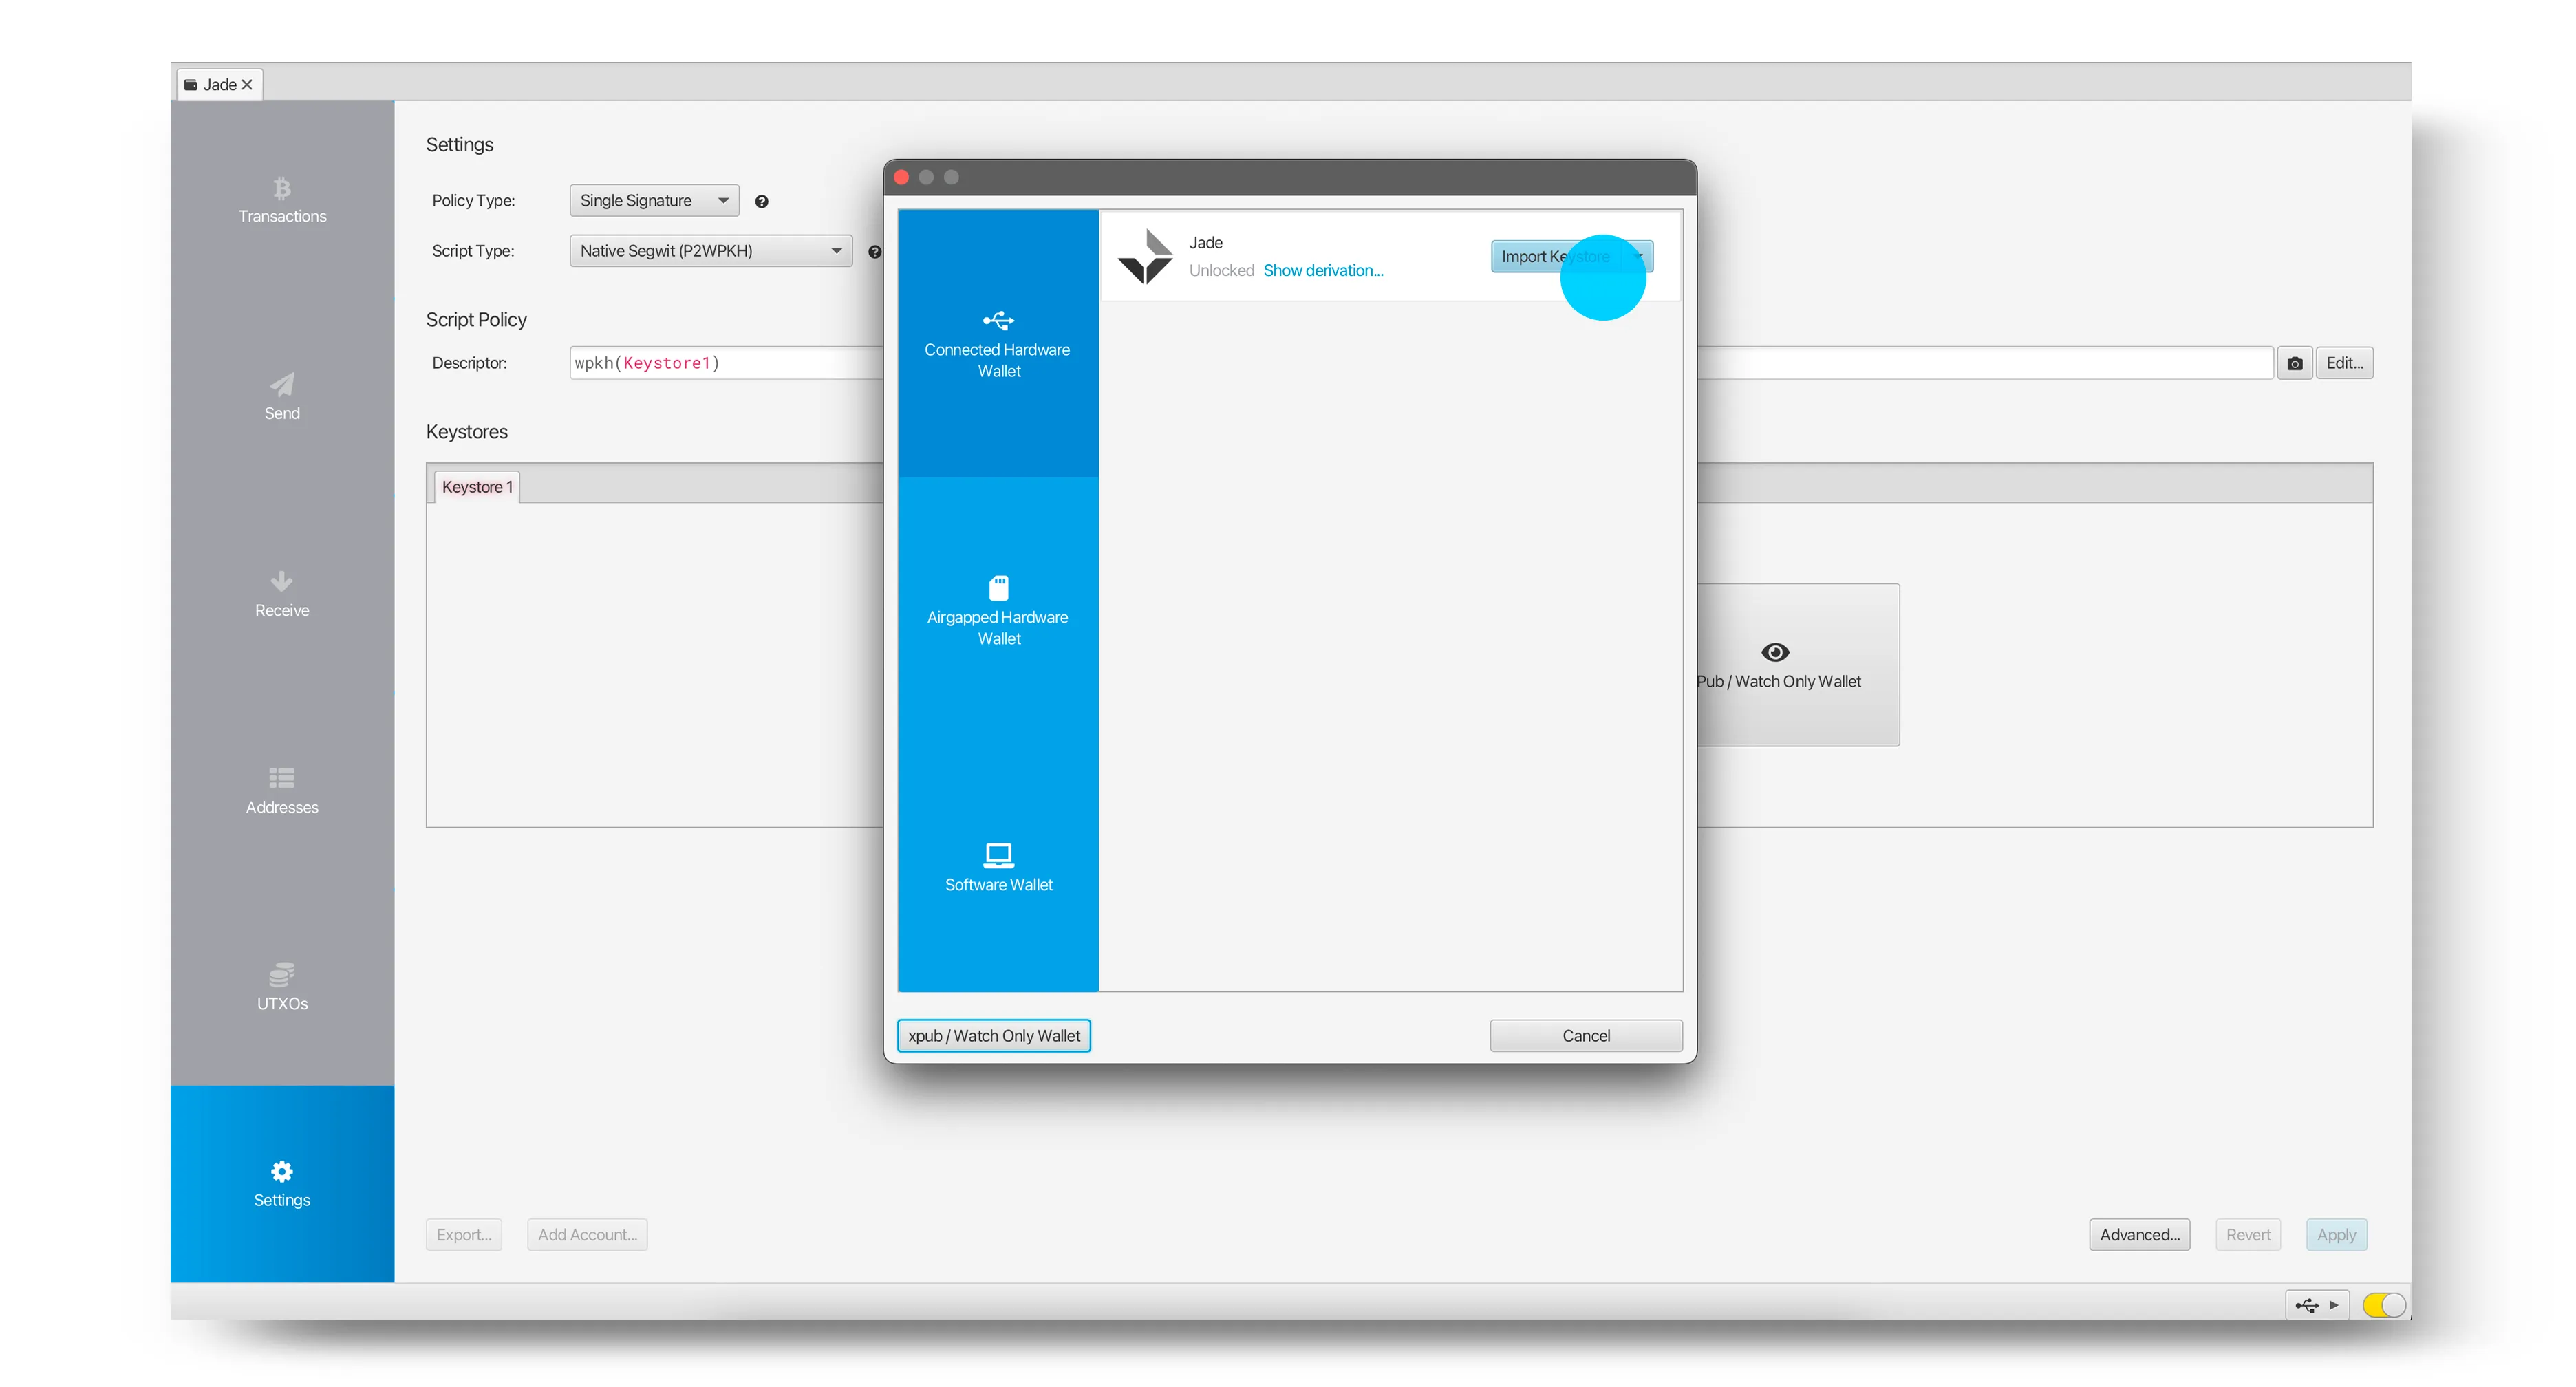 Jade
Transactions
Send
Receive
Addresses
UTXOs
Settings
Settings
Policy Type:
Single Signature
Script Type:
Native Segwit (P2WPKH)
Script Policy
Descriptor:
wpkh(Keystore1)
Edit...
Keystores
Keystore 1
Pub / Watch Only Wallet
Export...
Add Account...
Advanced...
Revert
Apply
Connected Hardware
Wallet
Airgapped Hardware
Wallet
Software Wallet
Jade
Unlocked Show derivation...
Import Keystore
xpub / Watch Only Wallet
Cancel